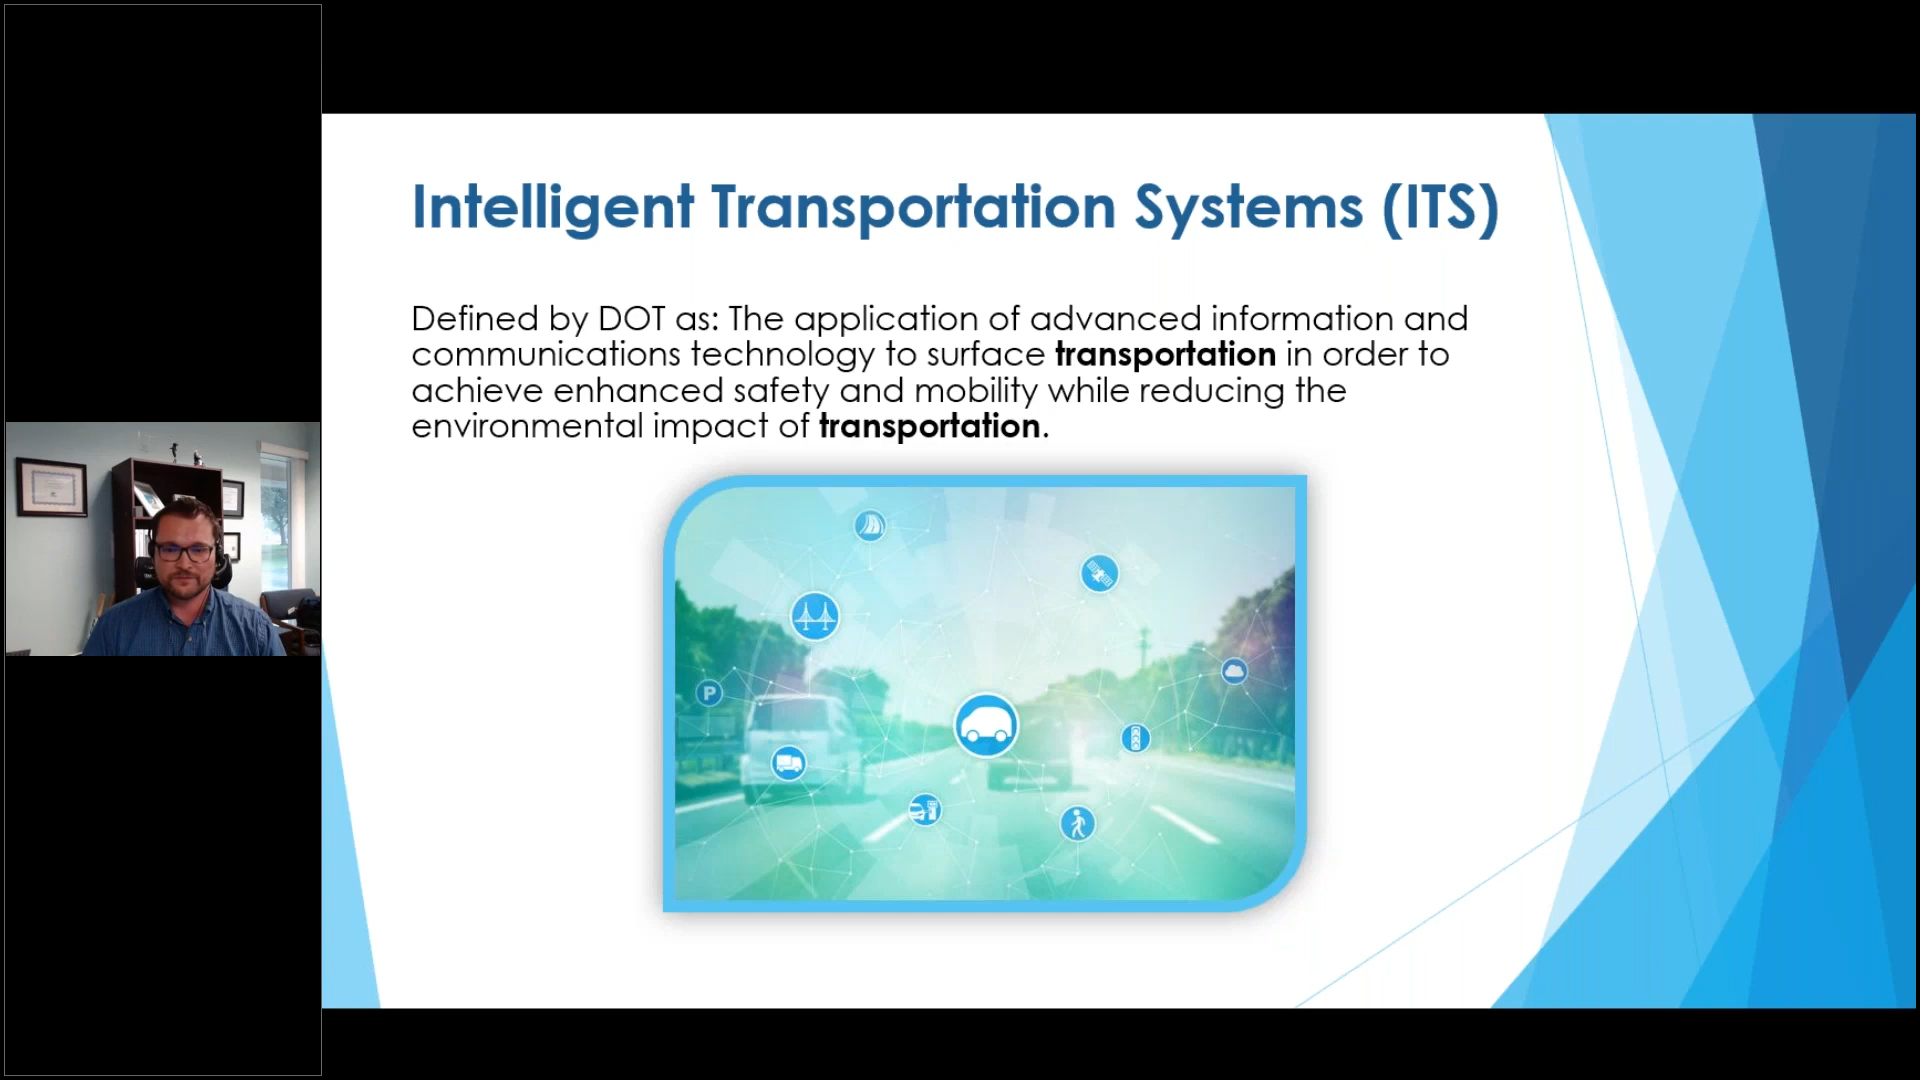 Intelligent Transportation Systems (ITS)
Defined by DOT as: The application of advanced information and
communications technology to surface transportation in order to
achieve enhanced safety and mobility while reducing the
environmental impact of transportation.
P